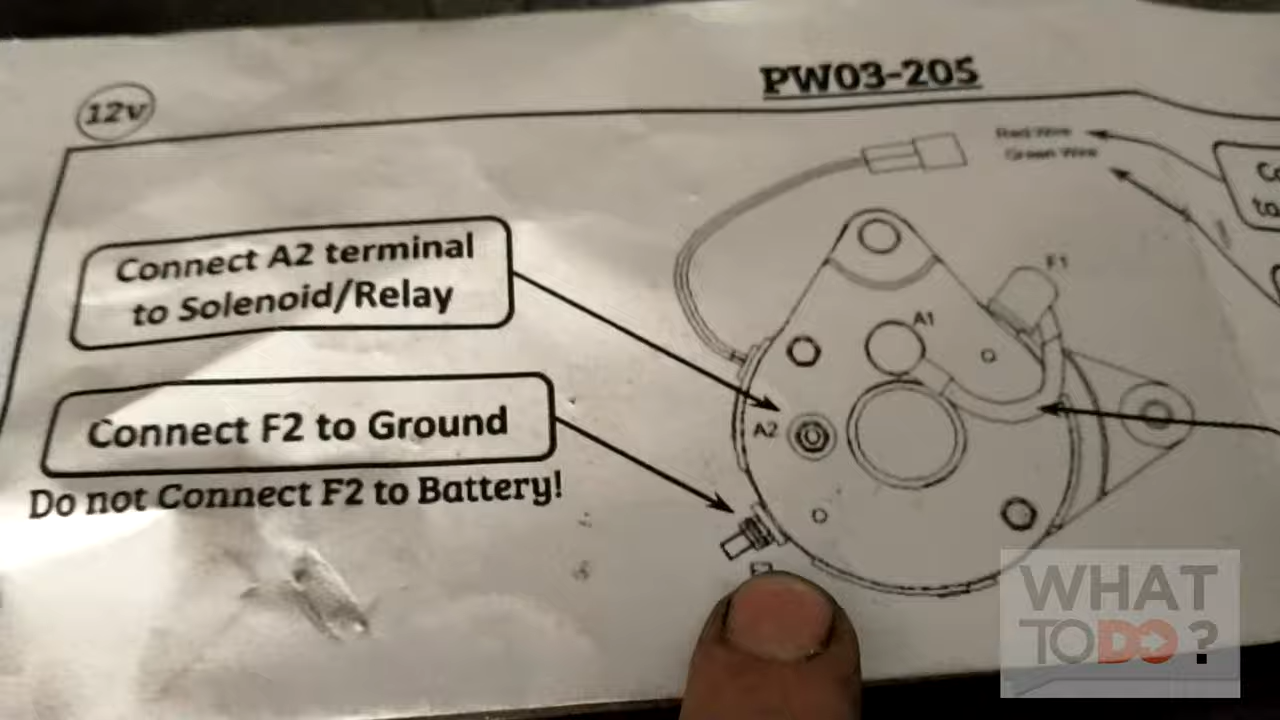 12v
PW03-205
Red Wire
Green Wire
Connect A2 terminal
to Solenoid/Relay
F1
A1
A2
Connect F2 to Ground
Do not Connect F2 to Battery!
to
WHAT
TODO?